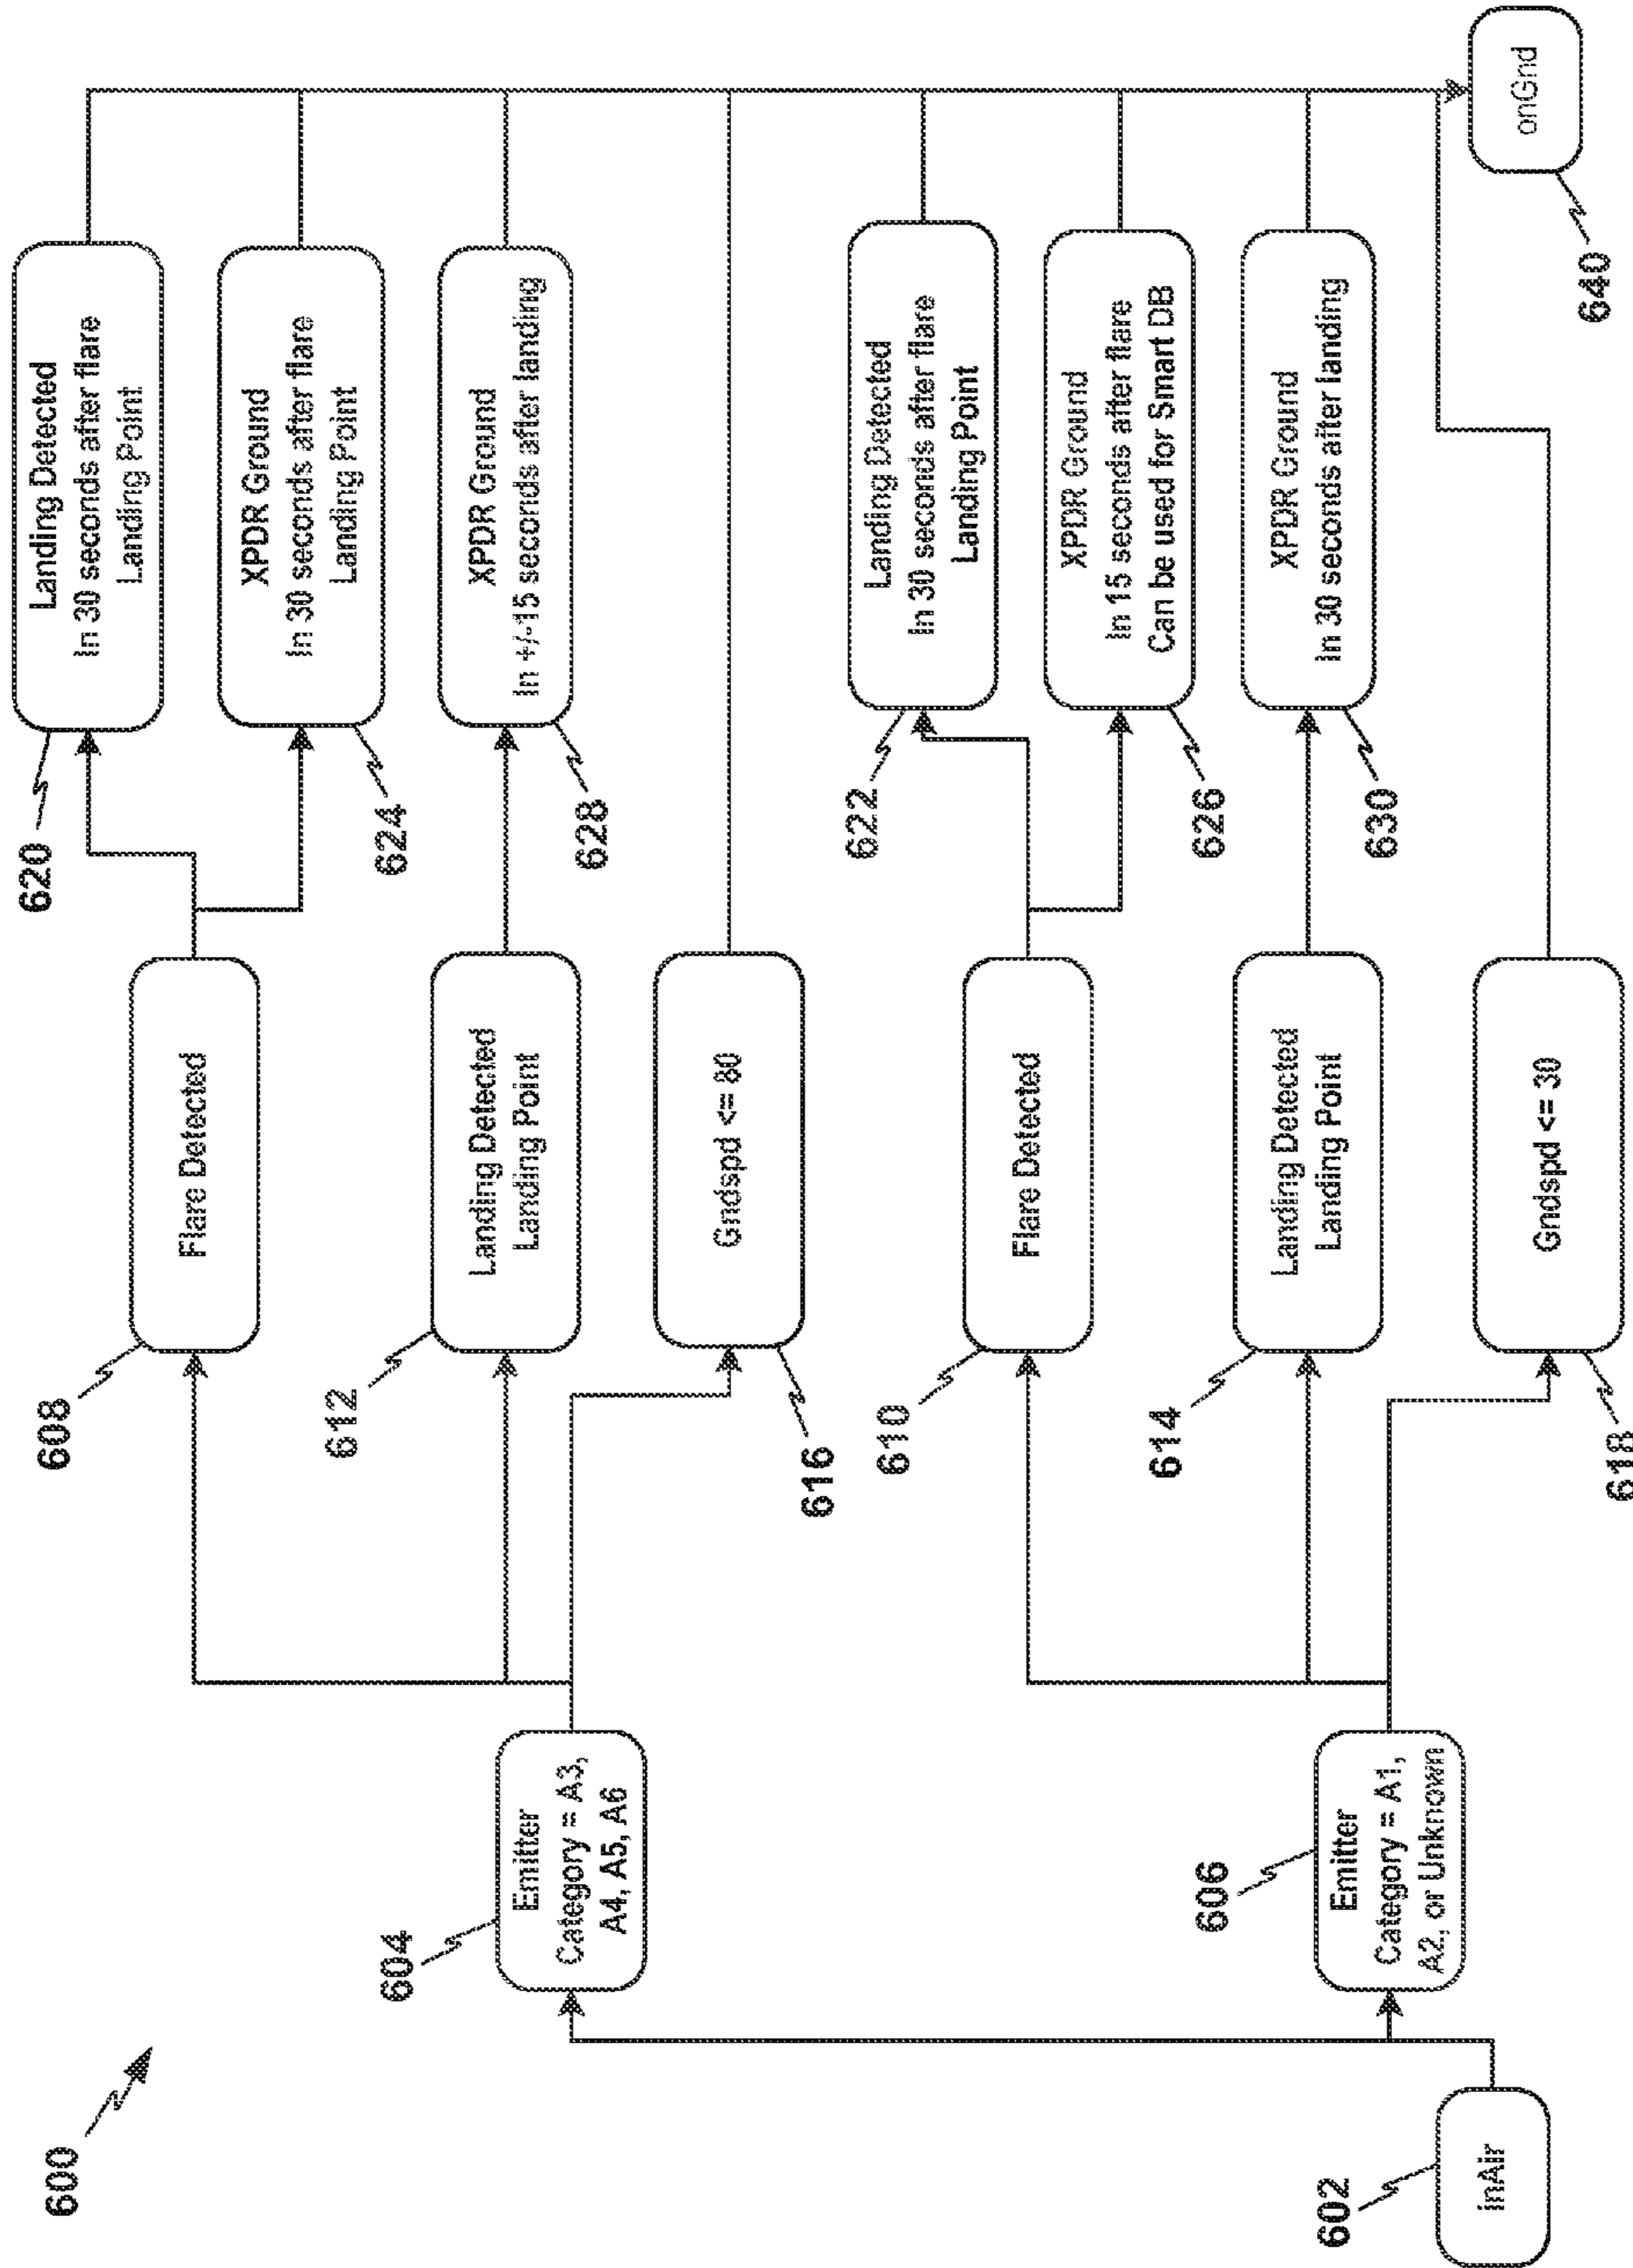 600
602
inAir
604
Emitter
Category = A3,
A4, A5, A6
606
Emitter
Category = A1,
A2, or Unknown
608
Flare Detected
612
Landing Detected
Landing Point
616
Gndspd <= 80
610
Flare Detected
614
Landing Detected
Landing Point
618
Gndspd <= 30
620
Landing Detected
In 30 seconds after flare
Landing Point
624
XPDR Ground
In 30 seconds after flare
Landing Point
628
XPDR Ground
In +/-15 seconds after landing
622
Landing Detected
In 30 seconds after flare
Landing Point
626
XPDR Ground
In 15 seconds after flare
Can be used for Smart DB
630
XPDR Ground
In 30 seconds after landing
640
onGnd